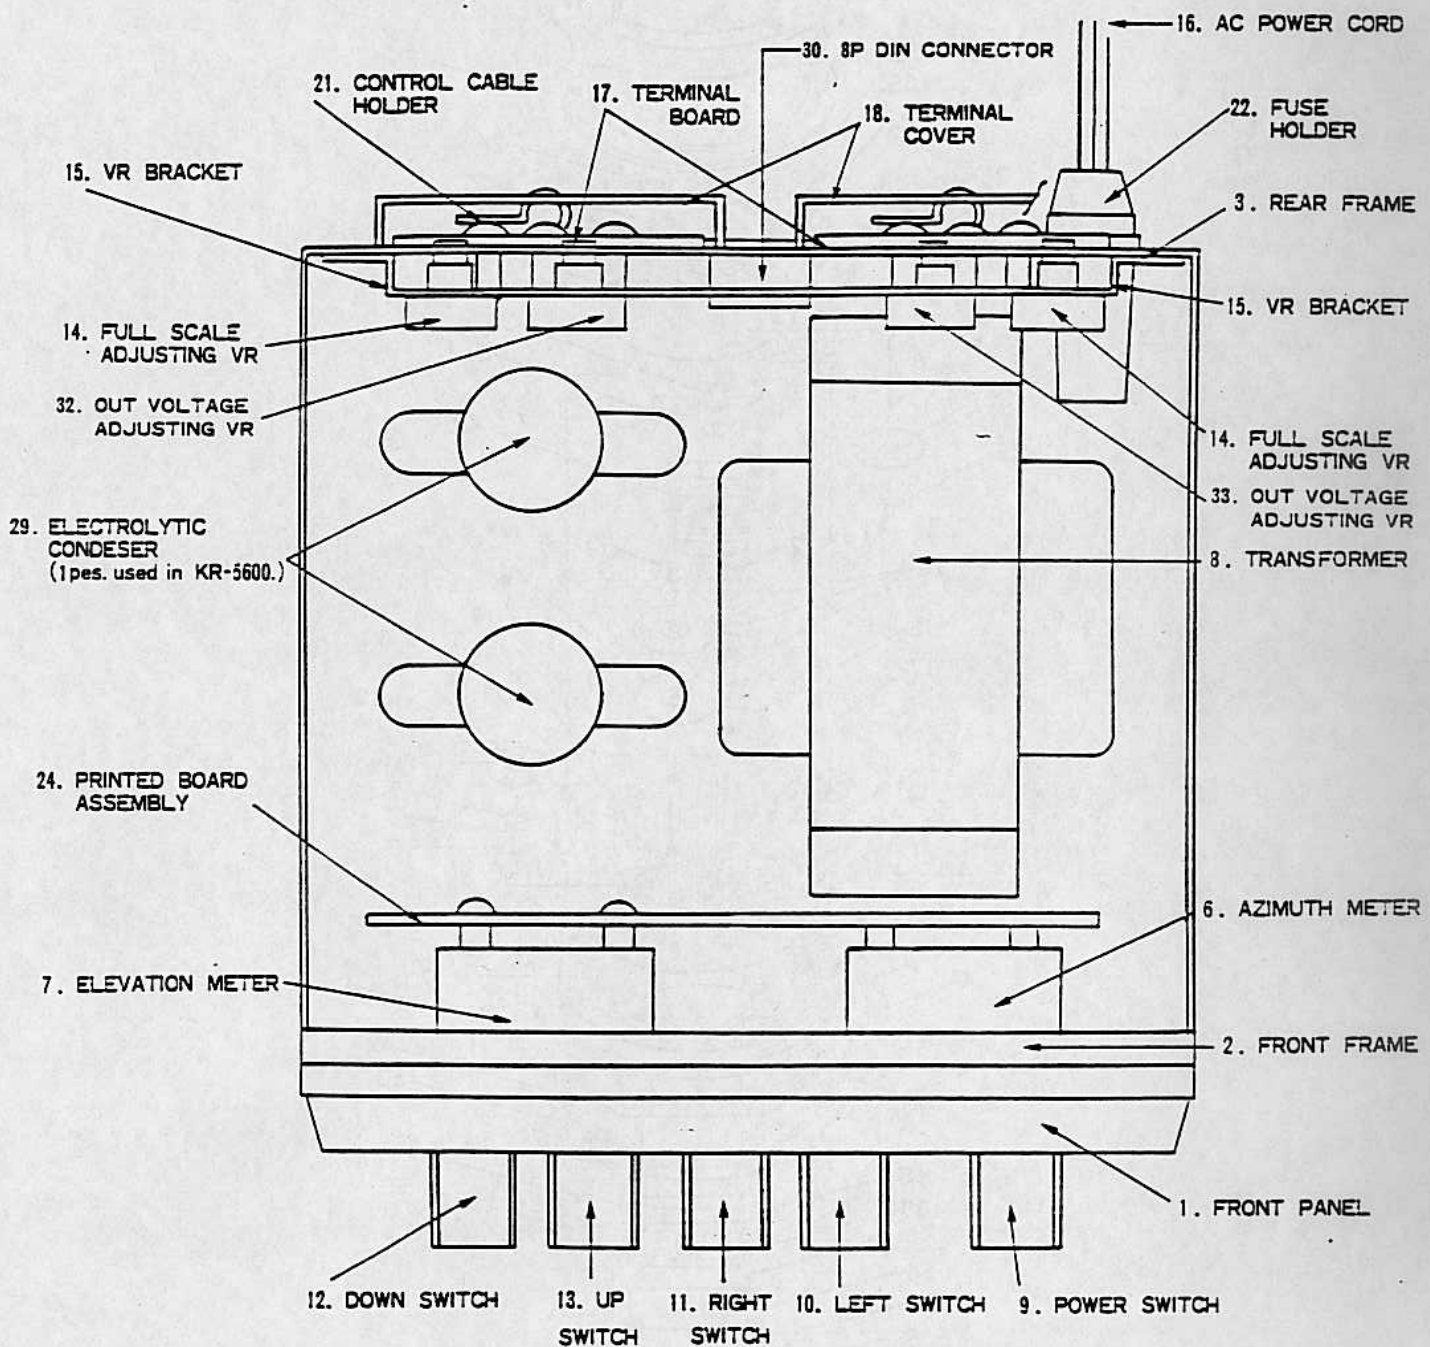 16. AC POWER CORD
30. 8P DIN CONNECTOR
21. CONTROL CABLE
HOLDER
17. TERMINAL
BOARD
18. TERMINAL
COVER
22. FUSE
HOLDER
15. VR BRACKET
3. REAR FRAME
15. VR BRACKET
14. FULL SCALE
ADJUSTING VR
32. OUT VOLTAGE
ADJUSTING VR
14. FULL SCALE
ADJUSTING VR
33. OUT VOLTAGE
ADJUSTING VR
29. ELECTROLYTIC
CONDESER
(1pes. used in KR-5600.)
8. TRANSFORMER
24. PRINTED BOARD
ASSEMBLY
6. AZIMUTH METER
7. ELEVATION METER
2. FRONT FRAME
1. FRONT PANEL
12. DOWN SWITCH
13. UP
SWITCH
11. RIGHT
SWITCH
10. LEFT SWITCH
9. POWER SWITCH